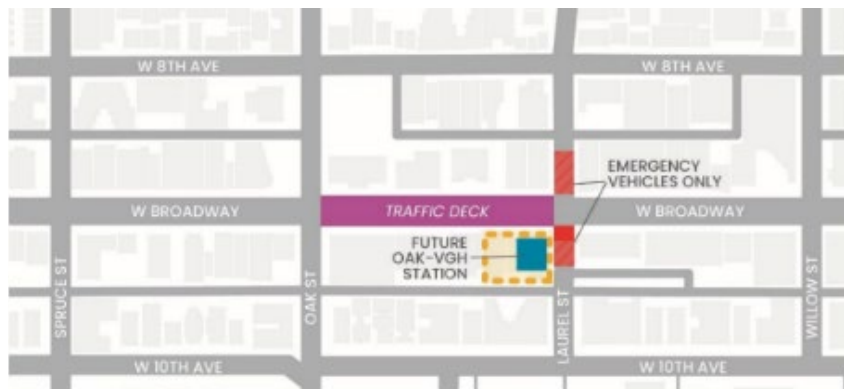 W 8TH AVE
W 8TH AVE
EMERGENCY
VEHICLES ONLY
W BROADWAY
TRAFFIC DECK
W BROADWAY
FUTURE
OAK-VGH
STATION
SPRUCE ST
OAK ST
LAUREL ST
WILLOW ST
W 10TH AVE
W 10TH AVE